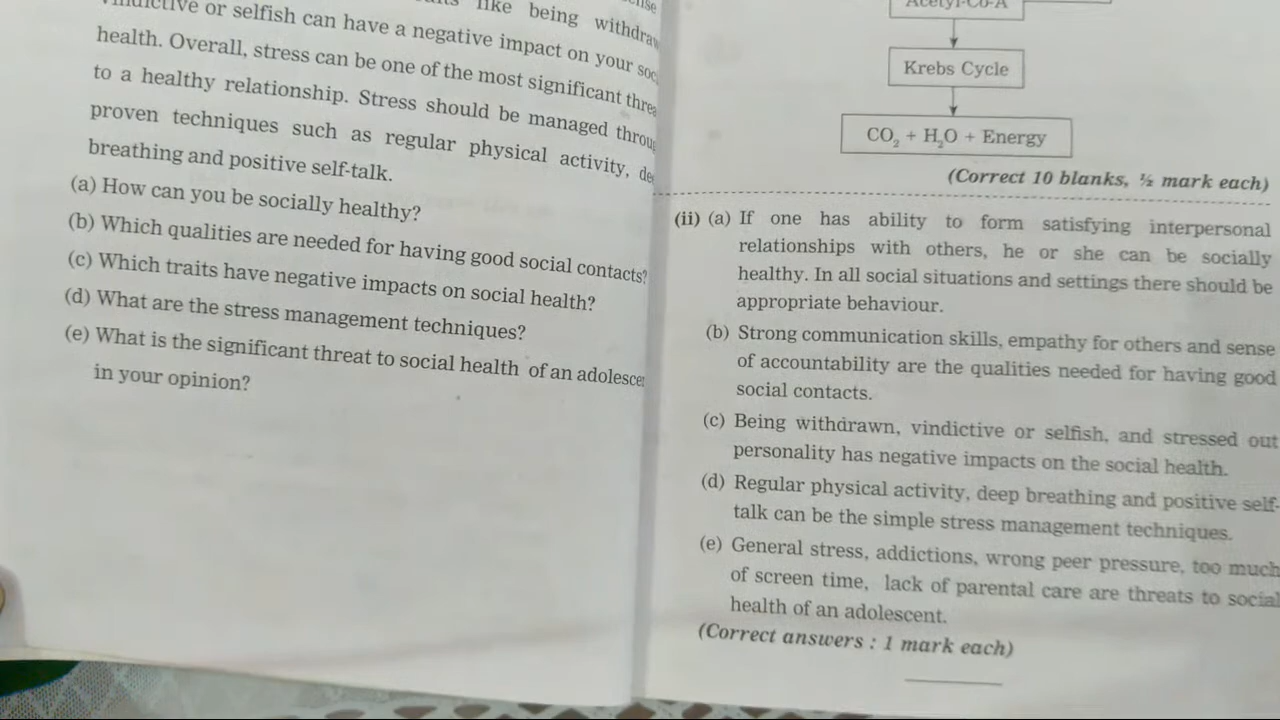 like being
vindictive or selfish can have a negative impact on your
health. Overall, stress can be one of the most significant
to a healthy relationship. Stress should be managed
proven techniques such as regular physical activity,
breathing and positive self-talk.
(a) How can you be socially healthy?
(b) Which qualities are needed for having good social contacts?
(c) Which traits have negative impacts on social health?
(d) What are the stress management techniques?
(e) What is the significant threat to social health of an
in your opinion?
Acetyl-Co-A
Krebs Cycle
CO₂ + H₂O + Energy
(Correct 10 blanks, ½ mark each)
(ii) (a) If one has ability to form satisfying interpersonal
relationships with others, he or she can be socially
healthy. In all social situations and settings there should be
appropriate behaviour.
(b) Strong communication skills, empathy for others and sense
of accountability are the qualities needed for having good
social contacts.
(c) Being withdrawn, vindictive or selfish, and stressed out
personality has negative impacts on the social health.
(d) Regular physical activity, deep breathing and positive self-
talk can be the simple stress management techniques.
(e) General stress, addictions, wrong peer pressure, too much
of screen time, lack of parental care are threats to social
health of an adolescent.
(Correct answers : 1 mark each)